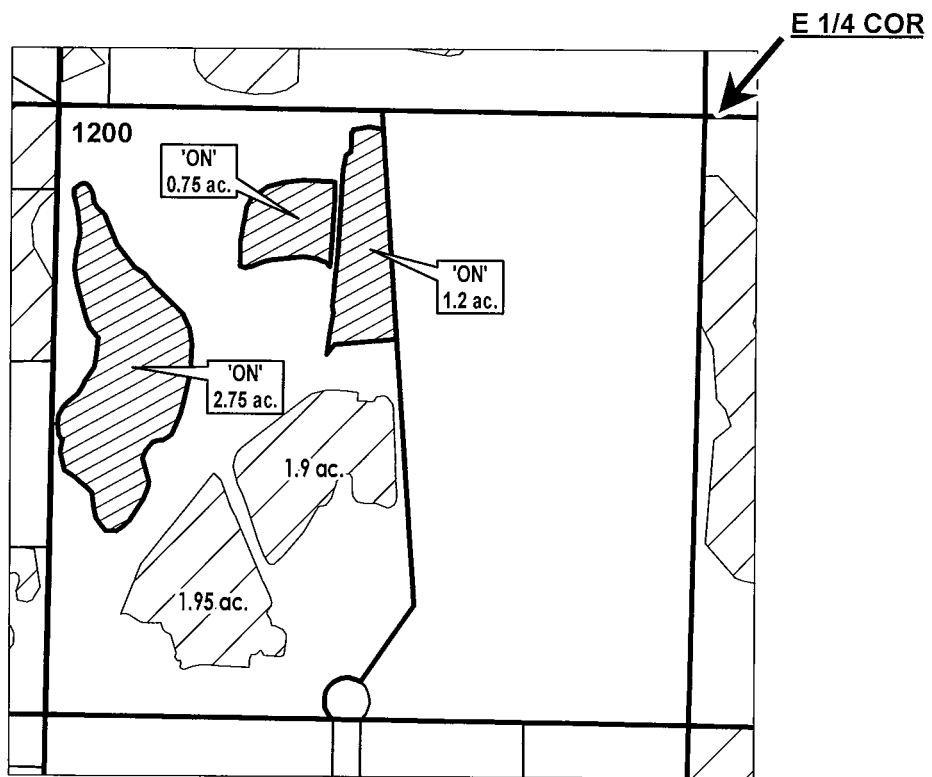 E 1/4 COR
1200
'ON'
0.75 ac.
'ON'
1.2 ac.
'ON'
2.75 ac.
1.9 ac.
1.95 ac.